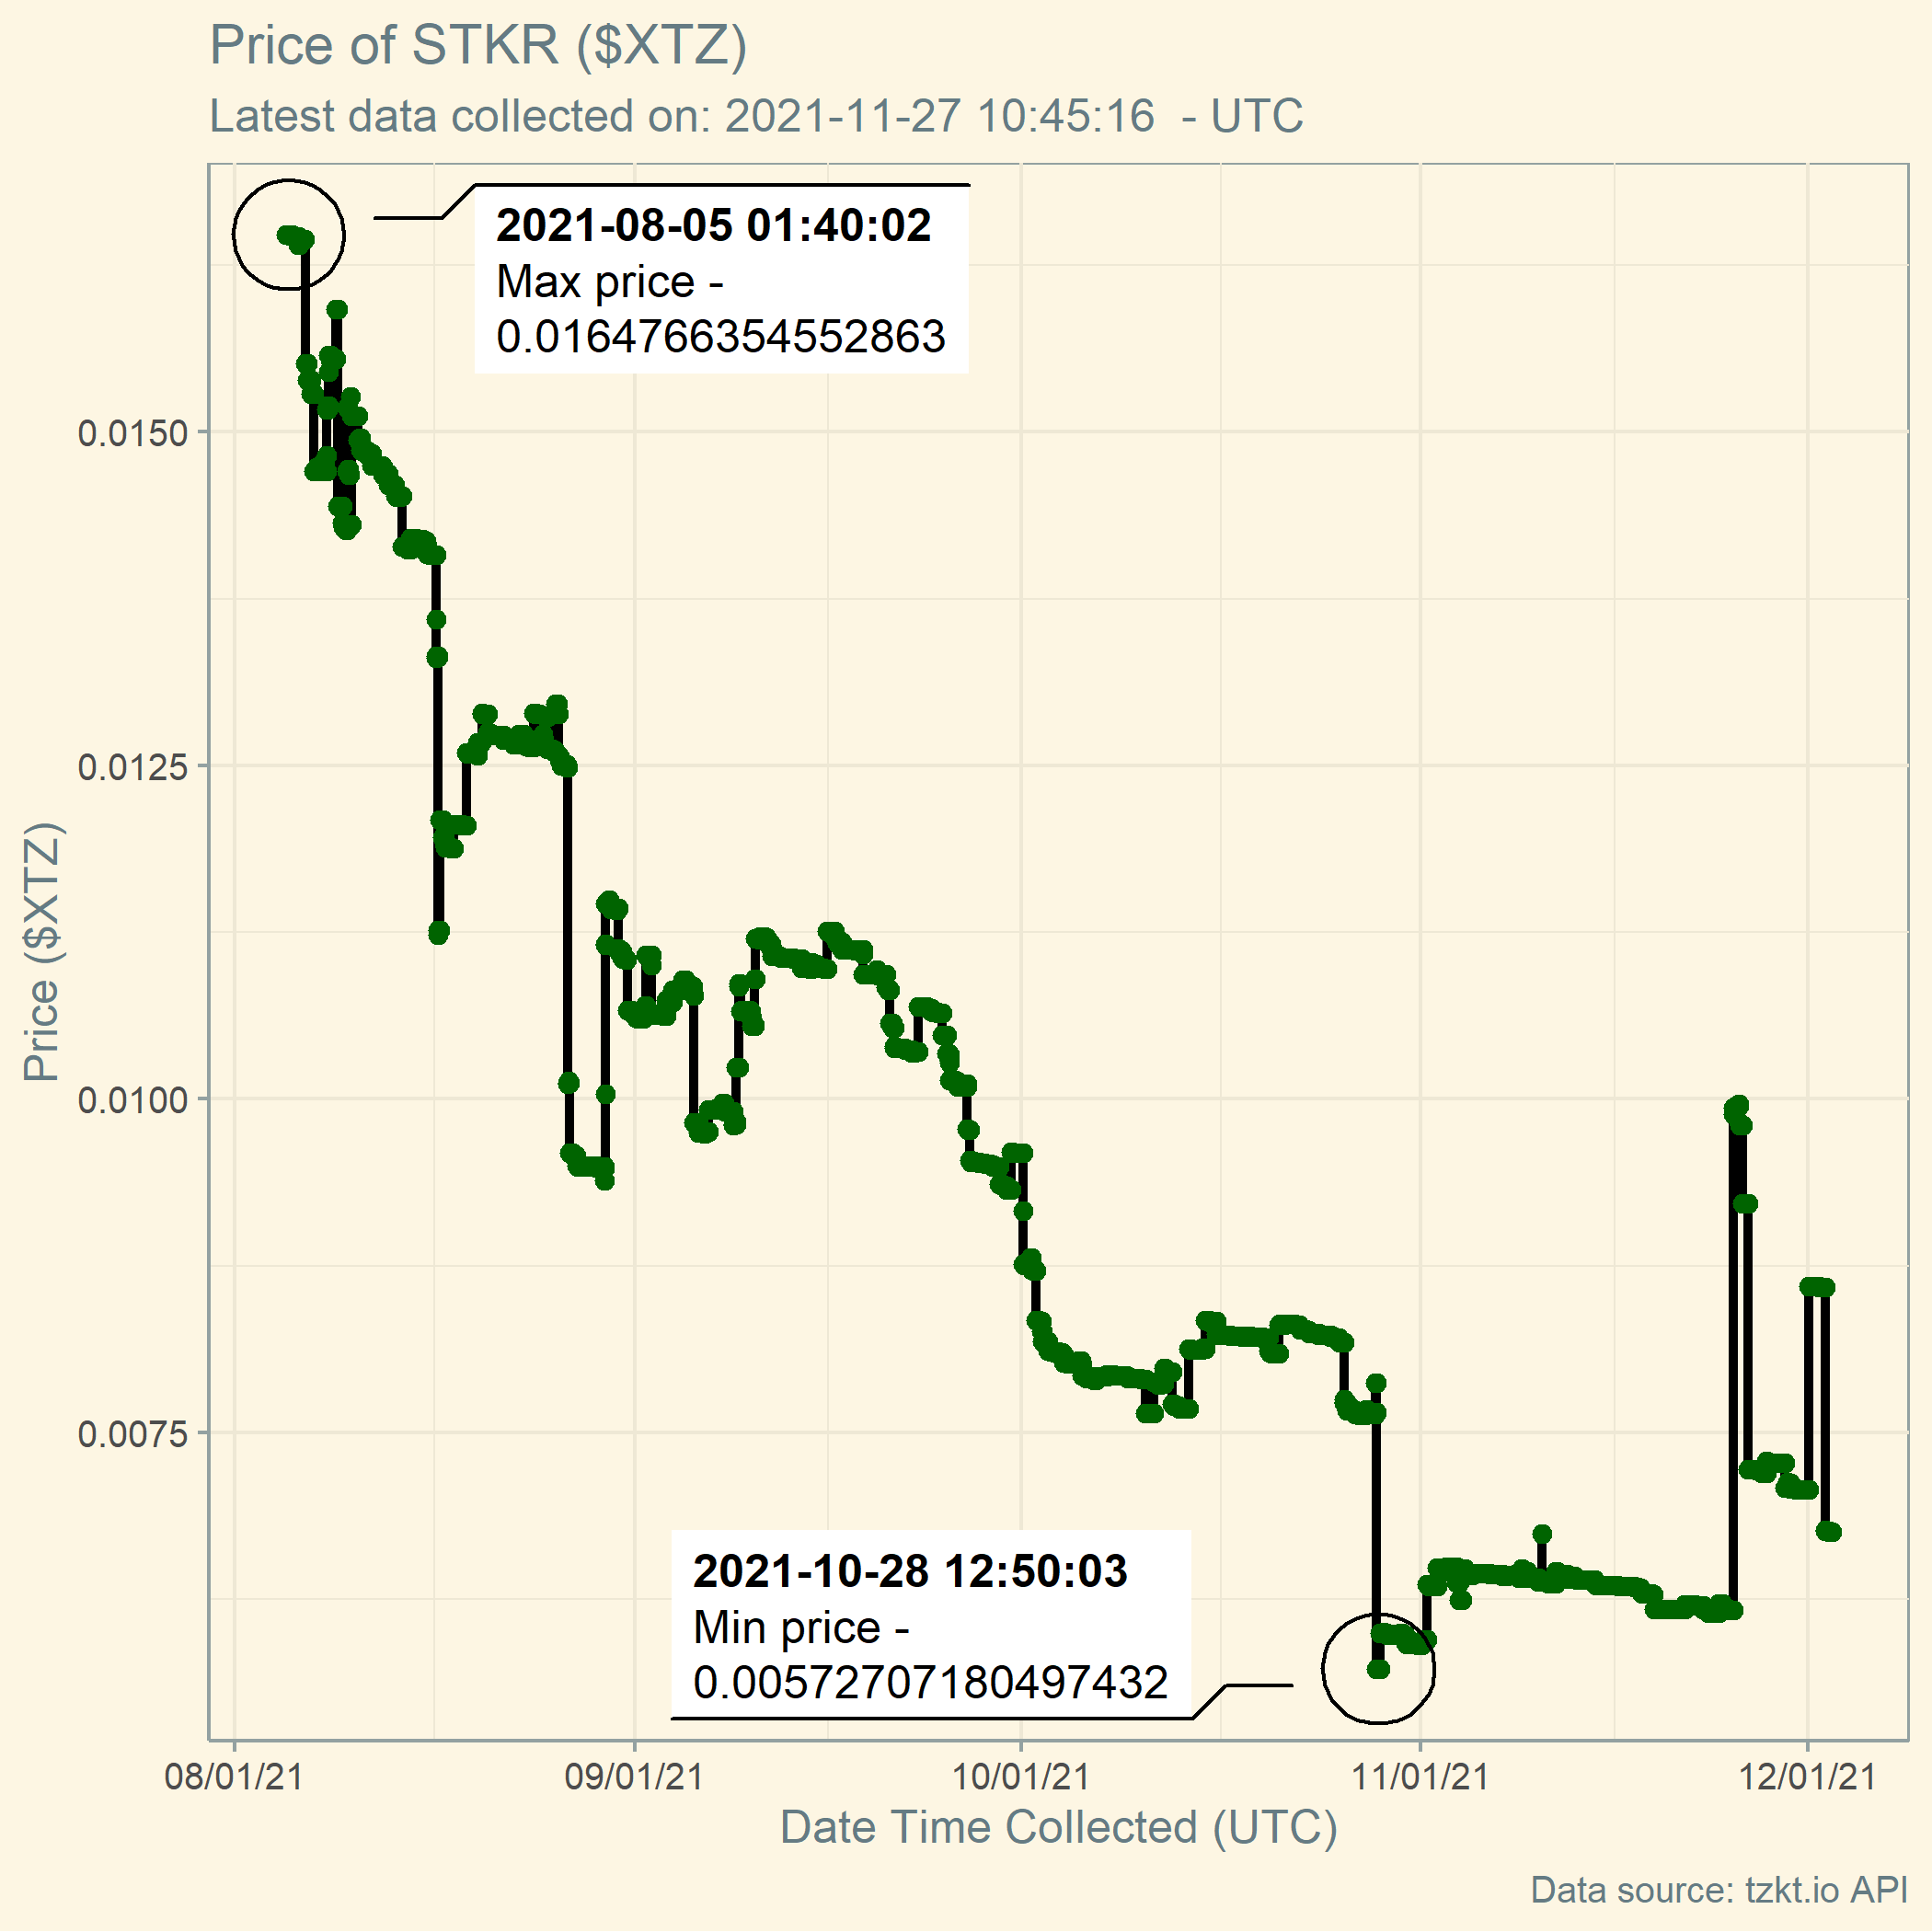 Price of STKR ($XTZ)
Latest data collected on: 2021-11-27 10:45:16  - UTC
2021-08-05 01:40:02
Max price -
0.0164766354552863
0.0150
0.0125
0.0100
0.0075
Price ($XTZ)
2021-10-28 12:50:03
Min price -
0.00572707180497432
08/01/21
09/01/21
10/01/21
11/01/21
12/01/21
Date Time Collected (UTC)
Data source: tzkt.io API